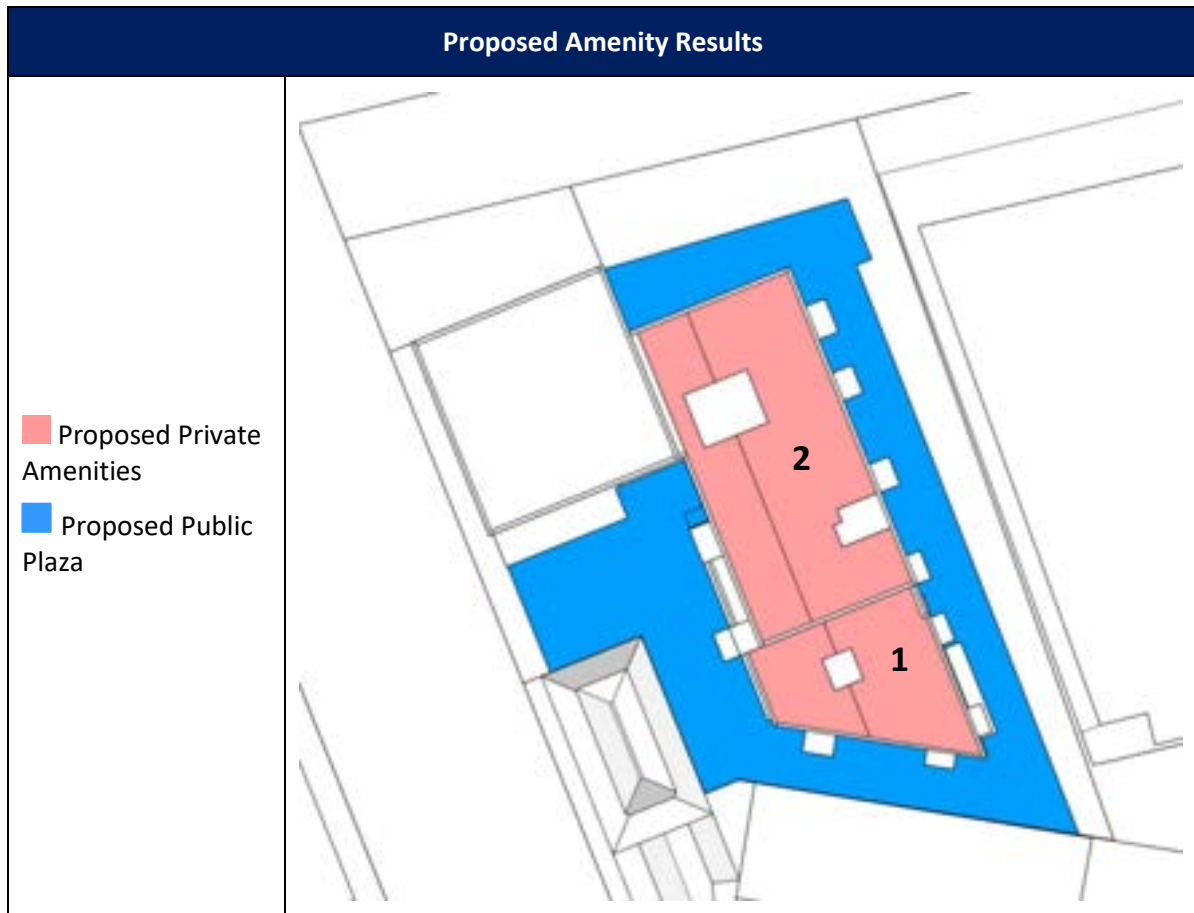 Proposed Amenity Results
Proposed Private
Amenities
Proposed Public
Plaza
2
1